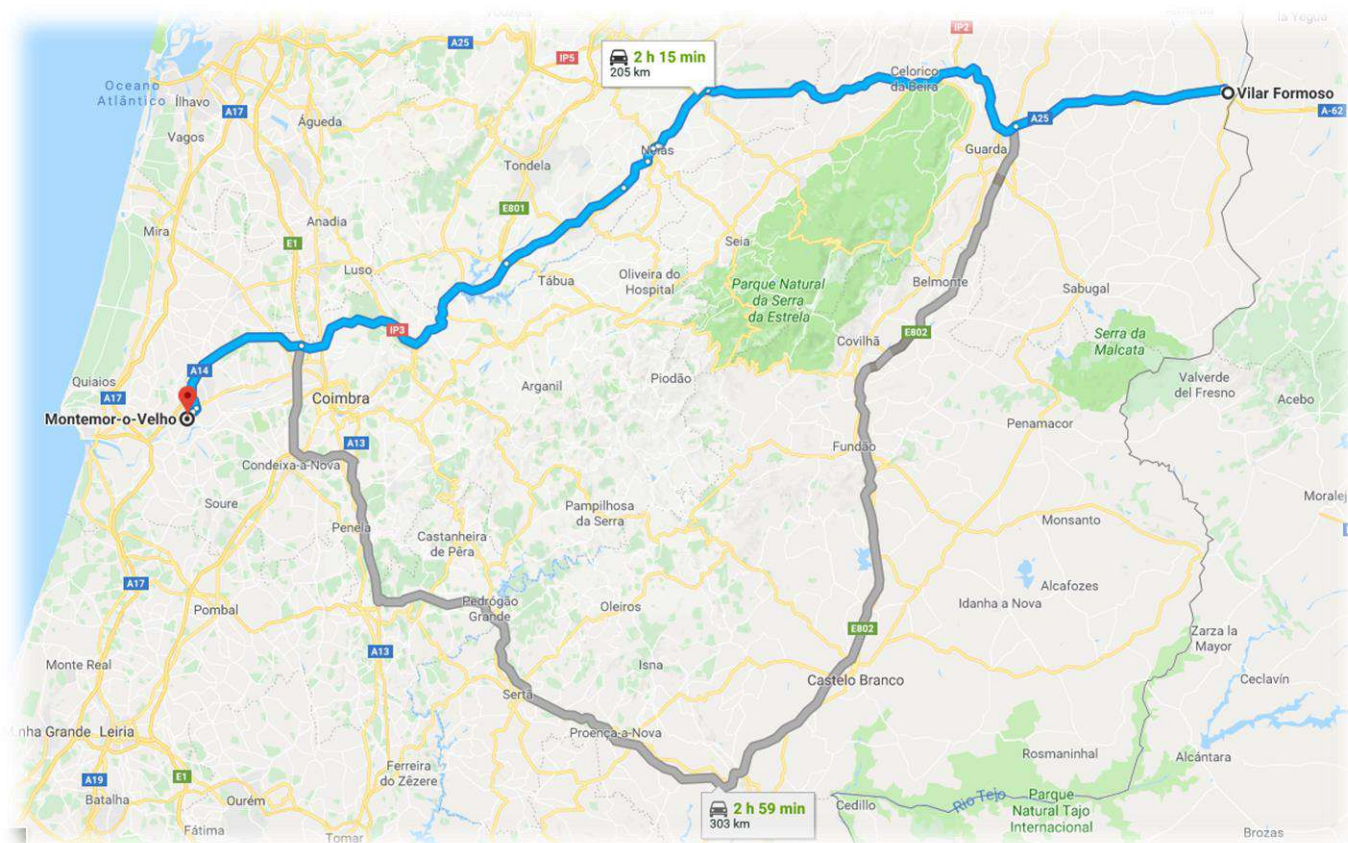 la Yegua
A25
IP5
IP2
2 h 15 min
205 km
Celorico
da Beira
Vilar Formoso
A-62
A25
Oceano
Atlântico
Ílhavo
A17
Vagos
Águeda
Guarda
Nelas
Tondela
E801
Mira
Anadia
E1
Luso
Seia
Tábua
Oliveira do
Hospital
Parque Natural
da Serra
da Estrela
Belmonte
Sabugal
IP3
E802
Covilhã
Serra da
Malcata
Quiaios
A14
A17
Montemor-o-Velho
Coimbra
Arganil
Piodão
Valverde
del Fresno
Acebo
Penamacor
A13
Condeixa-a-Nova
Fundão
Soure
Pampilhosa
da Serra
Monsanto
Moralej
Penela
Castanheira
de Pêra
A17
Pombal
Pedrógão
Grande
Oleiros
Alcafozes
Idanha a Nova
E802
Zarza la
Mayor
A13
Monte Real
Isna
Castelo Branco
Ceclavín
Sertã
Proença-a-Nova
nha Grande
Leiria
Rosmaninhal
Alcántara
A19
E1
Ferreira
do Zêzere
Batalha
Ourém
2 h 59 min
303 km
Cedillo
Rio Tejo
Parque
Natural Tajo
Internacional
Fátima
Tomar
Brozas